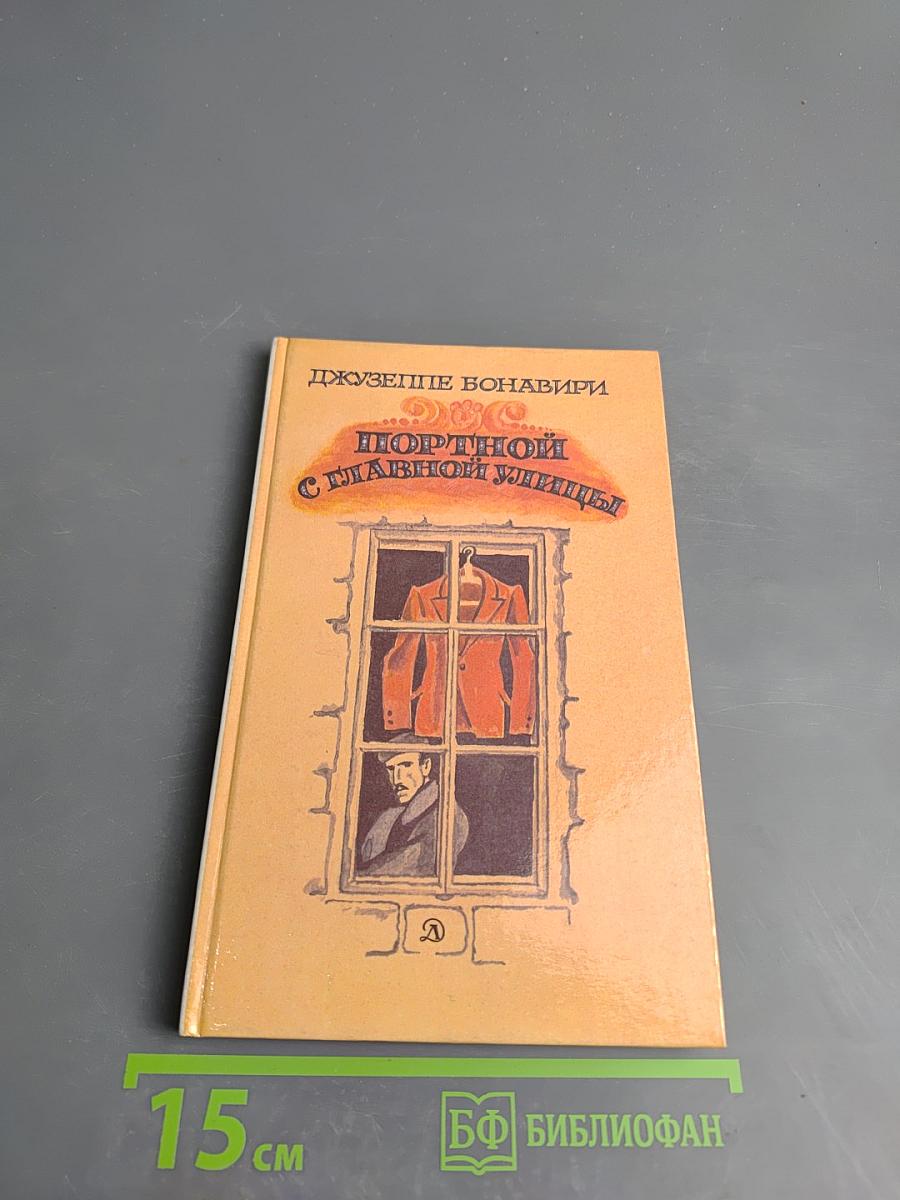 ДЖУЗЕППЕ БОНАВИРИ
ПОРТНОЙ
С ГЛАВНОЙ УЛИЦЫ
Д
15 см
БФ БИБЛИОФАН